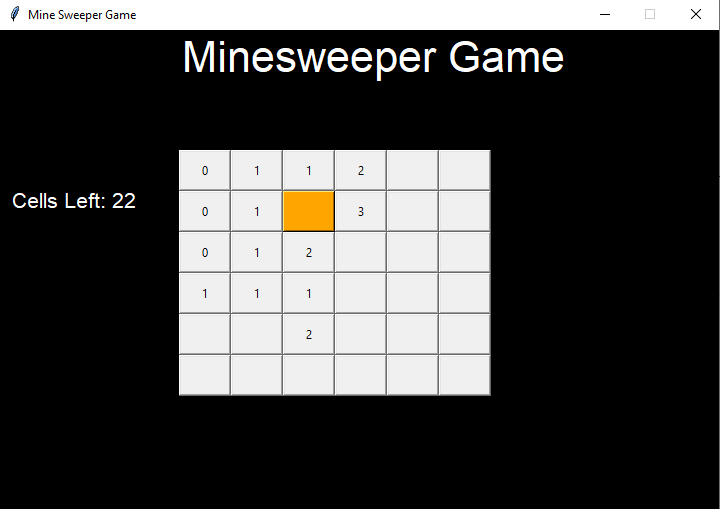 Mine Sweeper Game
Minesweeper Game
Cells Left: 22
0 1 1 2
0 1 3
0 1 2
1 1 1
2